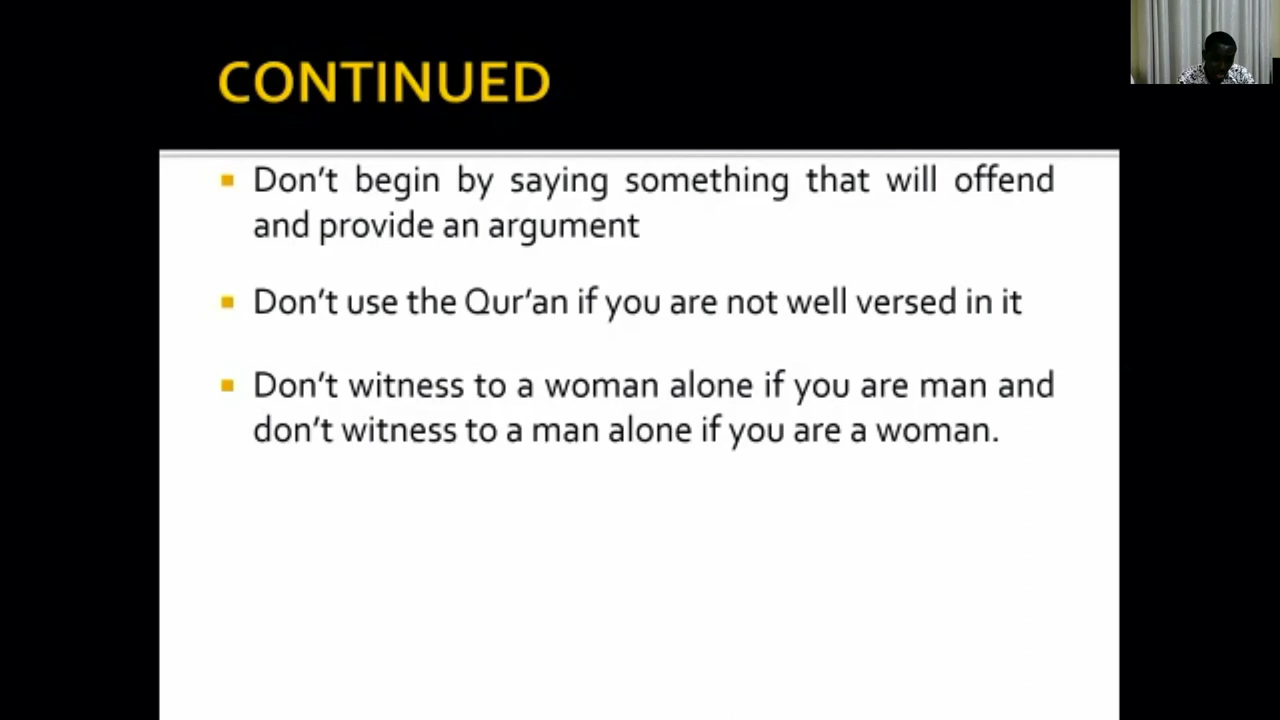 CONTINUED
Don't begin by saying something that will offend
and provide an argument
Don't use the Qur'an if you are not well versed in it
Don't witness to a woman alone if you are man and
don't witness to a man alone if you are a woman.